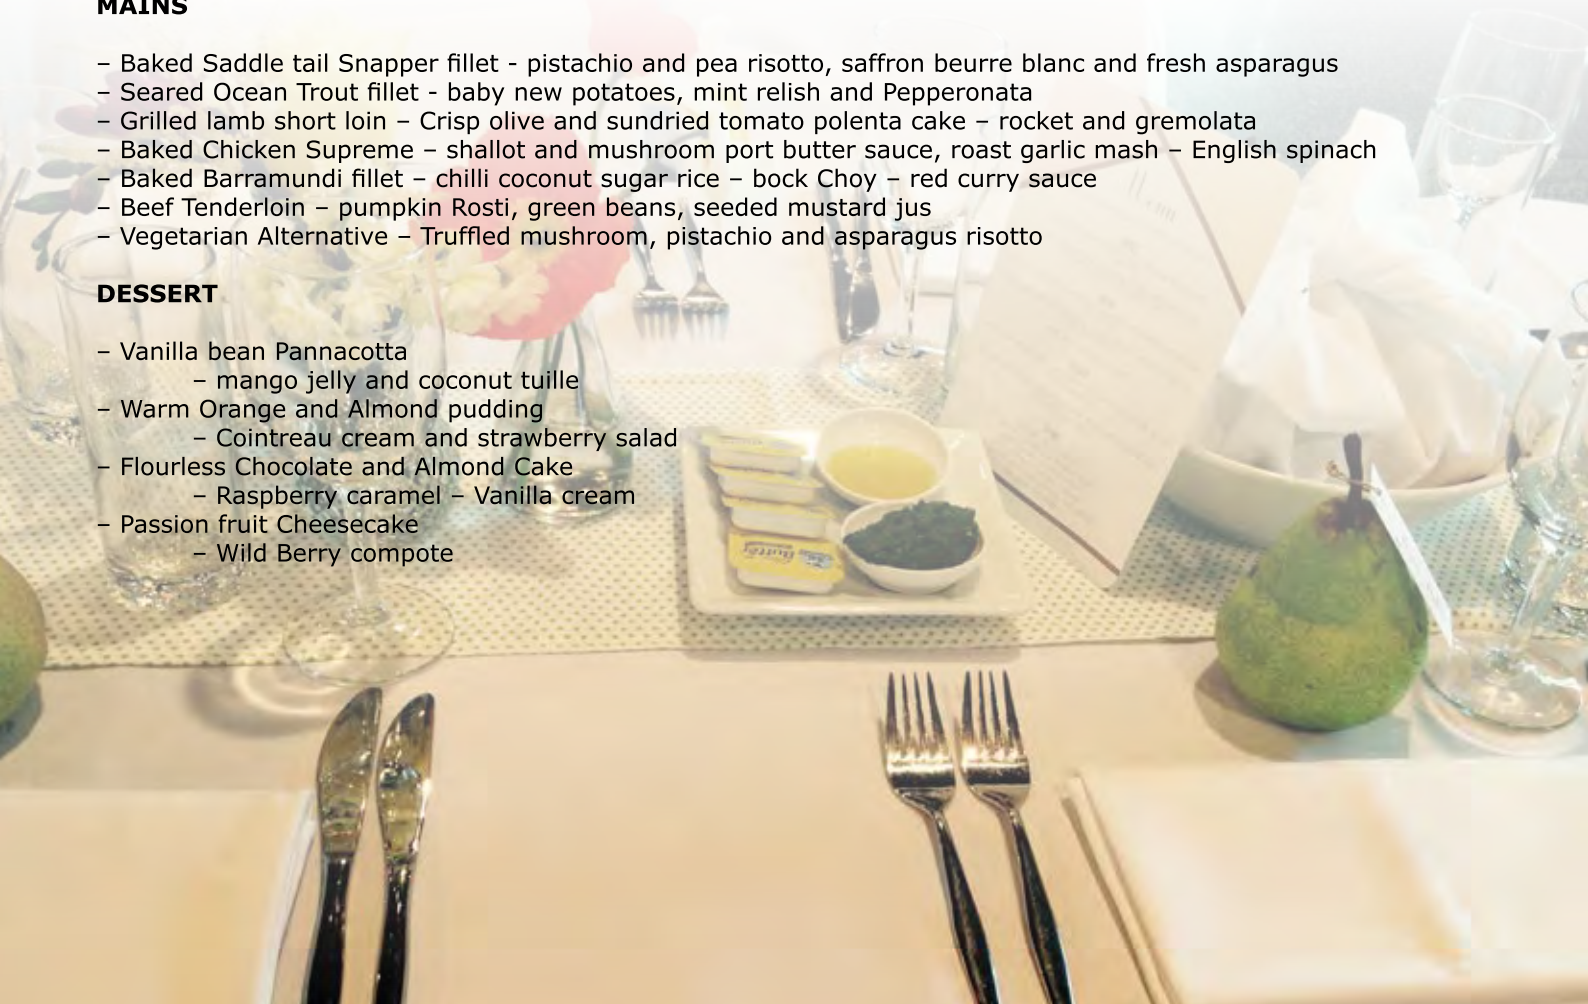 MAINS
– Baked Saddle tail Snapper fillet - pistachio and pea risotto, saffron beurre blanc and fresh asparagus
– Seared Ocean Trout fillet - baby new potatoes, mint relish and Pepperonata
– Grilled lamb short loin – Crisp olive and sundried tomato polenta cake – rocket and gremolata
– Baked Chicken Supreme – shallot and mushroom port butter sauce, roast garlic mash – English spinach
– Baked Barramundi fillet – chilli coconut sugar rice – bock Choy – red curry sauce
– Beef Tenderloin – pumpkin Rosti, green beans, seeded mustard jus
– Vegetarian Alternative – Truffled mushroom, pistachio and asparagus risotto
DESSERT
– Vanilla bean Pannacotta
– mango jelly and coconut tuille
– Warm Orange and Almond pudding
– Cointreau cream and strawberry salad
– Flourless Chocolate and Almond Cake
– Raspberry caramel – Vanilla cream
– Passion fruit Cheesecake
– Wild Berry compote